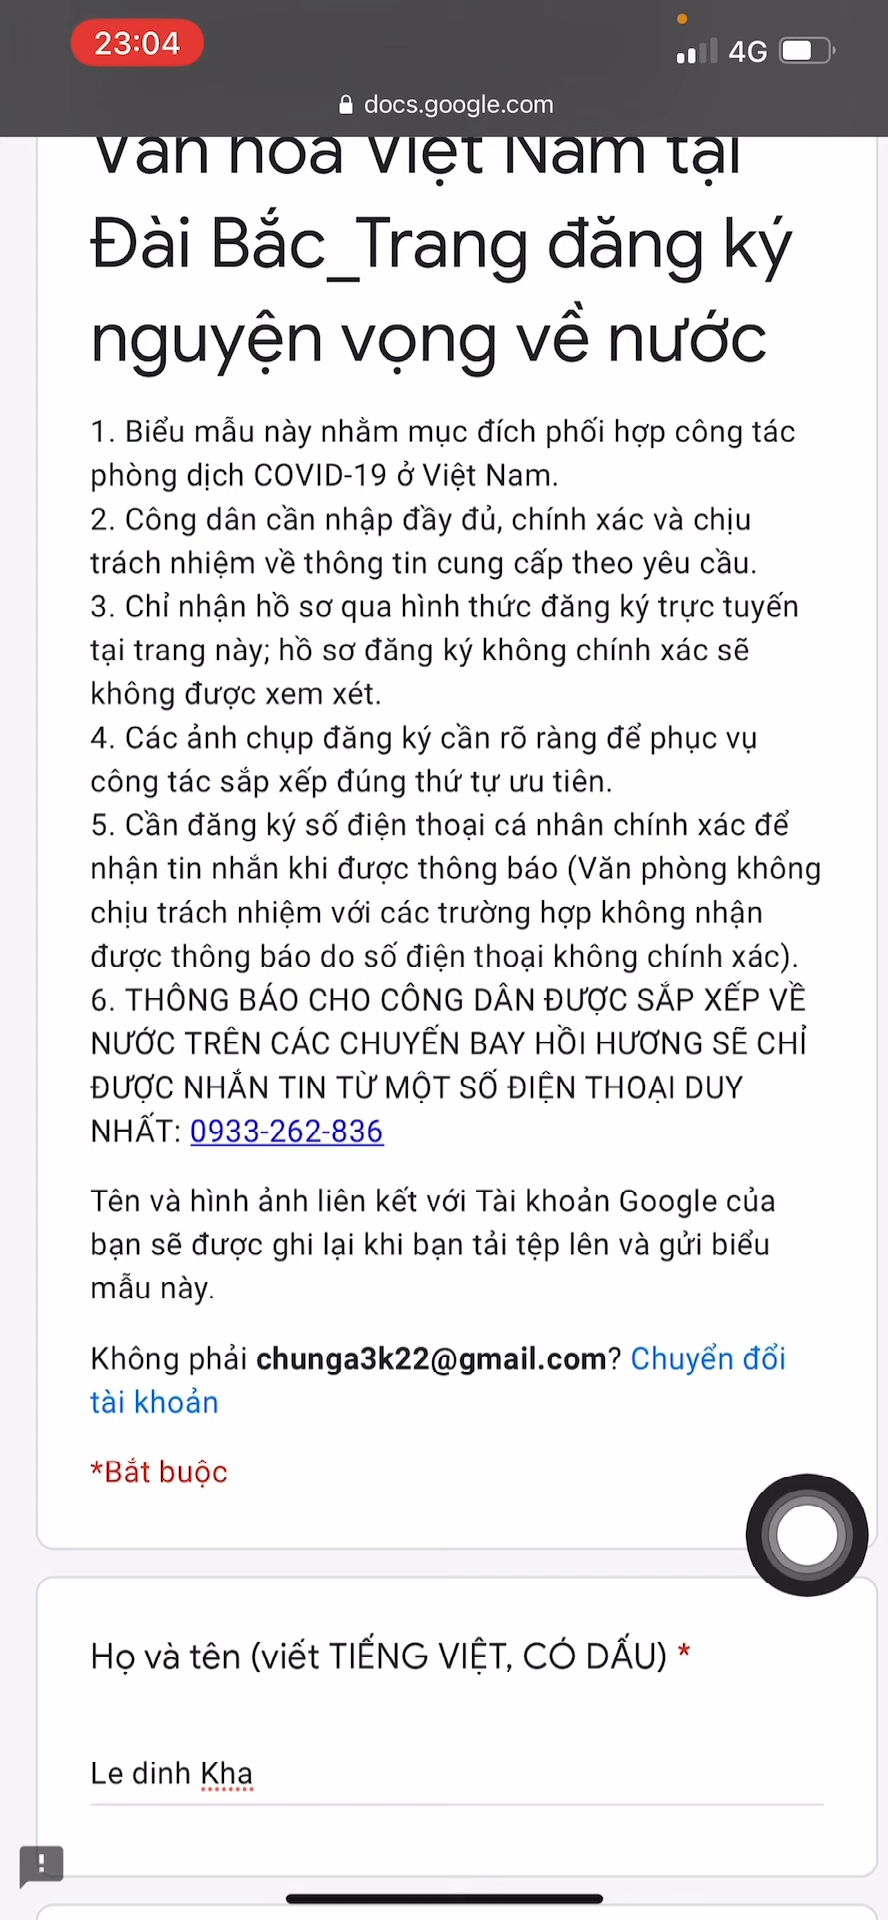 23:04
4G
docs.google.com
Văn hóa Việt Nam tại
Đài Bắc_Trang đăng ký
nguyện vọng về nước
1. Biểu mẫu này nhằm mục đích phối hợp công tác
phòng dịch COVID-19 ở Việt Nam.
2. Công dân cần nhập đầy đủ, chính xác và chịu
trách nhiệm về thông tin cung cấp theo yêu cầu.
3. Chỉ nhận hồ sơ qua hình thức đăng ký trực tuyến
tại trang này; hồ sơ đăng ký không chính xác sẽ
không được xem xét.
4. Các ảnh chụp đăng ký cần rõ ràng để phục vụ
công tác sắp xếp đúng thứ tự ưu tiên.
5. Cần đăng ký số điện thoại cá nhân chính xác để
nhận tin nhắn khi được thông báo (Văn phòng không
chịu trách nhiệm với các trường hợp không nhận
được thông báo do số điện thoại không chính xác).
6. THÔNG BÁO CHO CÔNG DÂN ĐƯỢC SẮP XẾP VỀ
NƯỚC TRÊN CÁC CHUYẾN BAY HỒI HƯƠNG SẼ CHỈ
ĐƯỢC NHẮN TIN TỪ MỘT SỐ ĐIỆN THOẠI DUY
NHẤT: 0933-262-836
Tên và hình ảnh liên kết với Tài khoản Google của
bạn sẽ được ghi lại khi bạn tải tệp lên và gửi biểu
mẫu này.
Không phải chunga3k22@gmail.com? Chuyển đổi
tài khoản
*Bắt buộc
Họ và tên (viết TIẾNG VIỆT, CÓ DẤU) *
Le dinh Kha